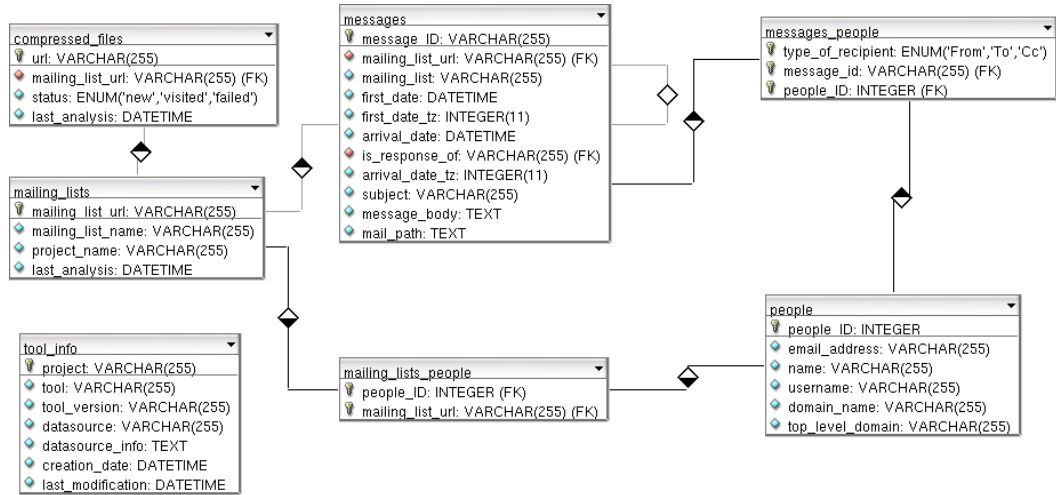 compressed_files
url: VARCHAR(255)
mailing_list_url: VARCHAR(255) (FK)
status: ENUM('new','visited','failed')
last_analysis: DATETIME
messages
message_ID: VARCHAR(255)
mailing_list_url: VARCHAR(255) (FK)
mailing_list: VARCHAR(255)
first_date: DATETIME
first_date_tz: INTEGER(11)
arrival_date: DATETIME
is_response_of: VARCHAR(255) (FK)
arrival_date_tz: INTEGER(11)
subject: VARCHAR(255)
message_body: TEXT
mail_path: TEXT
messages_people
type_of_recipient: ENUM('From','To','Cc')
message_id: VARCHAR(255) (FK)
people_ID: INTEGER (FK)
mailing_lists
mailing_list_url: VARCHAR(255)
mailing_list_name: VARCHAR(255)
project_name: VARCHAR(255)
last_analysis: DATETIME
tool_info
project: VARCHAR(255)
tool: VARCHAR(255)
tool_version: VARCHAR(255)
datasource: VARCHAR(255)
datasource_info: TEXT
creation_date: DATETIME
last_modification: DATETIME
mailing_lists_people
people_ID: INTEGER (FK)
mailing_list_url: VARCHAR(255) (FK)
people
people_ID: INTEGER
email_address: VARCHAR(255)
name: VARCHAR(255)
username: VARCHAR(255)
domain_name: VARCHAR(255)
top_level_domain: VARCHAR(255)